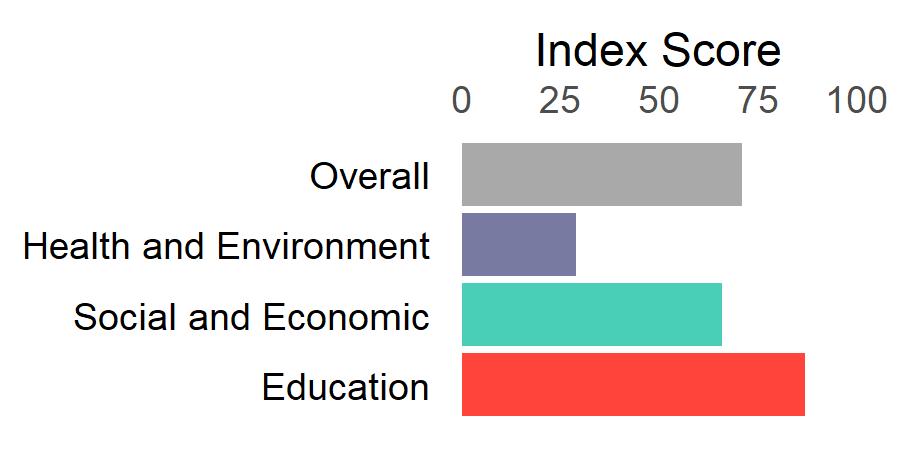 Index Score
0 25 50 75 100
Overall
Health and Environment
Social and Economic
Education